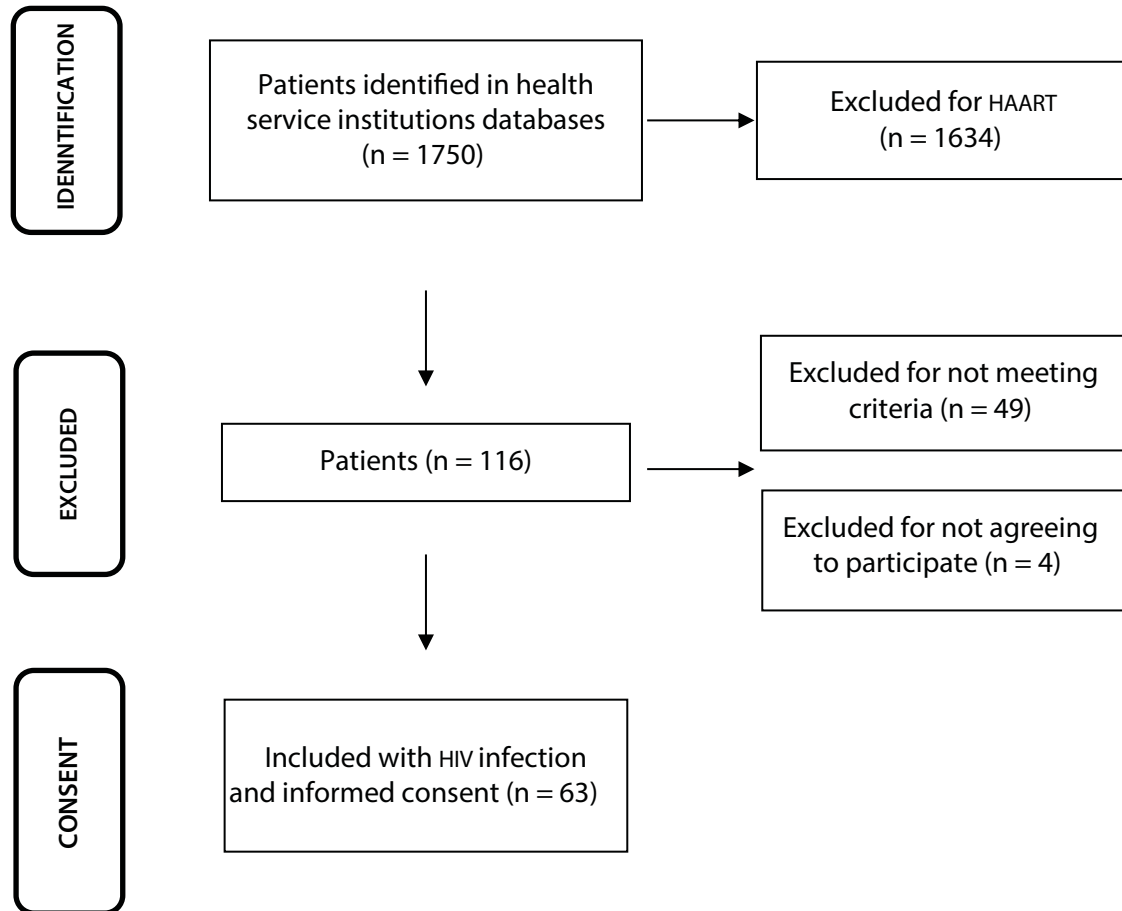 IDENNTIFICATION
Patients identified in health
service institutions databases
(n = 1750)
Excluded for HAART
(n = 1634)
EXCLUDED
Patients (n = 116)
Excluded for not meeting
criteria (n = 49)
Excluded for not agreeing
to participate (n = 4)
CONSENT
Included with HIV infection
and informed consent (n = 63)